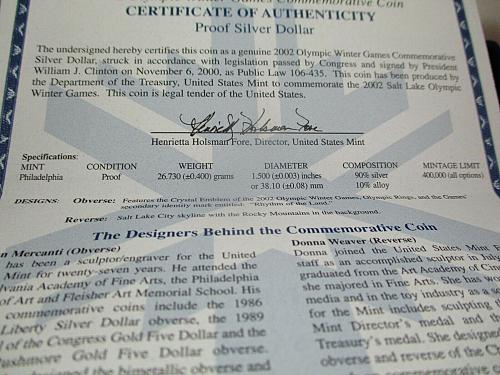 Winter Games Commemorative Coin
CERTIFICATE OF AUTHENTICITY
Proof Silver Dollar
The undersigned hereby certifies this coin as a genuine 2002 Olympic Winter Games Commemorative
Silver Dollar, struck in accordance with legislation passed by Congress and signed by President
William J. Clinton on November 6, 2000, as Public Law 106-435. This coin has been produced by
the Department of the Treasury, United States Mint to commemorate the 2002 Salt Lake Olympic
Winter Games. This coin is legal tender of the United States.
Henrietta Holsman Fore
Henrietta Holsman Fore, Director, United States Mint
Specifications:
MINT CONDITION WEIGHT DIAMETER COMPOSITION MINTAGE LIMIT
Philadelphia Proof 26.730 (±0.400) grams 1.500 (±0.003) inches 90% silver 400,000 (all options)
or 38.10 (±0.08) mm 10% alloy
DESIGNS: Obverse: Features the Crystal Emblem of the 2002 Olympic Winter Games, Olympic Rings, and the Games'
secondary identity mark entitled: "Rhythm of the Land."
Reverse: Salt Lake City skyline with the Rocky Mountains in the background.
The Designers Behind the Commemorative Coin
n Mercanti (Obverse)
has been a sculptor/engraver for the United
Mint for twenty-seven years. He attended the
lvania Academy of Fine Arts, the Philadelphia
of Art and Fleisher Art Memorial School. His
commemorative coins include the 1986
Liberty Silver Dollar obverse, the 1989
l of the Congress Gold Five Dollar and the
ushmore Gold Five Dollar obverse.
designed the bimetallic obverse and
Donna Weaver (Reverse)
Donna joined the United States Mint's
staff as an accomplished sculptor in July
graduated from the Art Academy of Cinc
she majored in Fine Arts. She has wo
media and in the toy industry as a sc
for the Mint includes sculpting
Mint Director's medal and th
Treasury's medal. She designed
obverse and reverse of the C